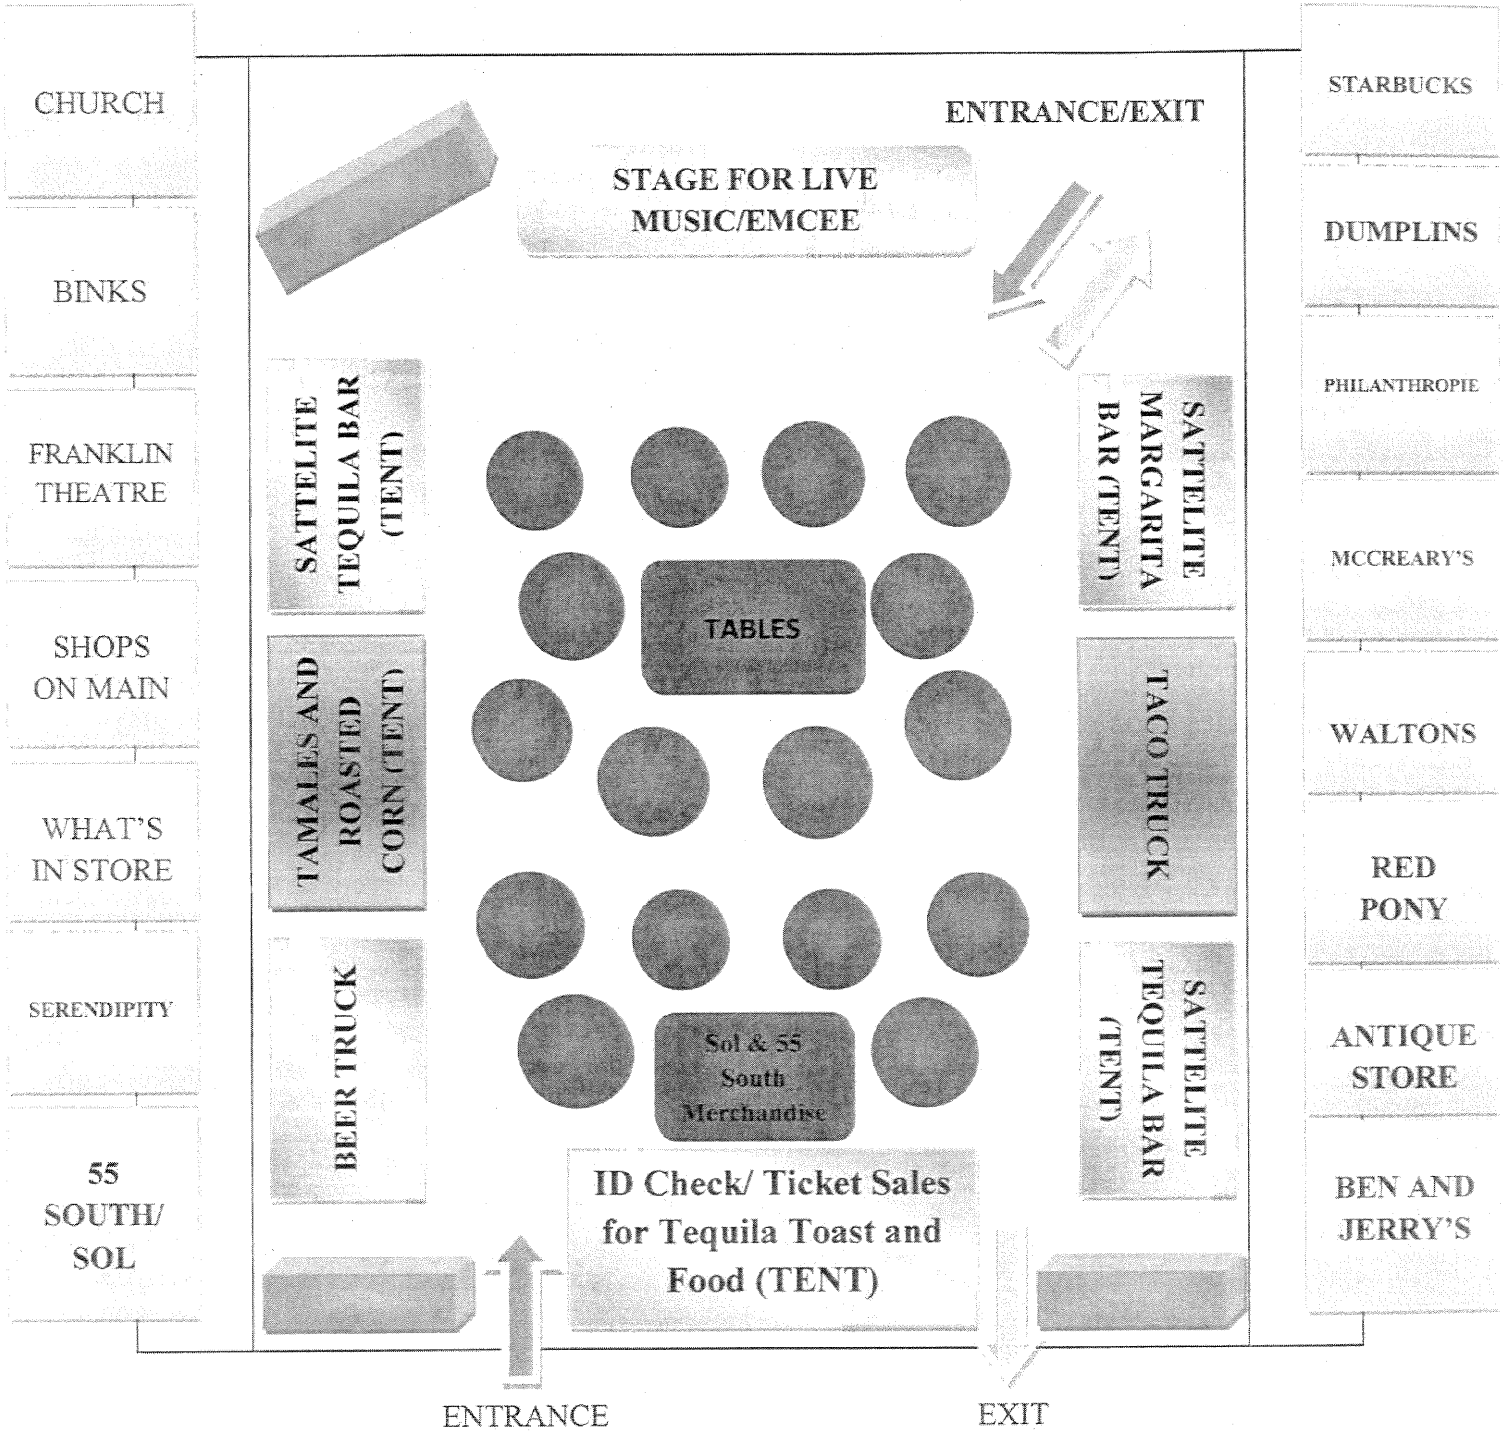 CHURCH
BINKS
FRANKLIN
THEATRE
SHOPS
ON MAIN
WHAT'S
IN STORE
SERENDIPITY
55
SOUTH/
SOL
ENTRANCE/EXIT
STAGE FOR LIVE
MUSIC/EMCEE
SATTELITE
TEQUILA BAR
(TENT)
TAMALES AND
ROASTED
CORN (TENT)
BEER TRUCK
TABLES
Sol & 55
South
Merchandise
ID Check/ Ticket Sales
for Tequila Toast and
Food (TENT)
SATTELITE
MARGARITA
BAR (TENT)
TACO TRUCK
SATTELITE
TEQUILA BAR
(TENT)
ENTRANCE
EXIT
STARBUCKS
DUMPLINS
PHILANTHROPIE
MCCREARY'S
WALTONS
RED
PONY
ANTIQUE
STORE
BEN AND
JERRY'S